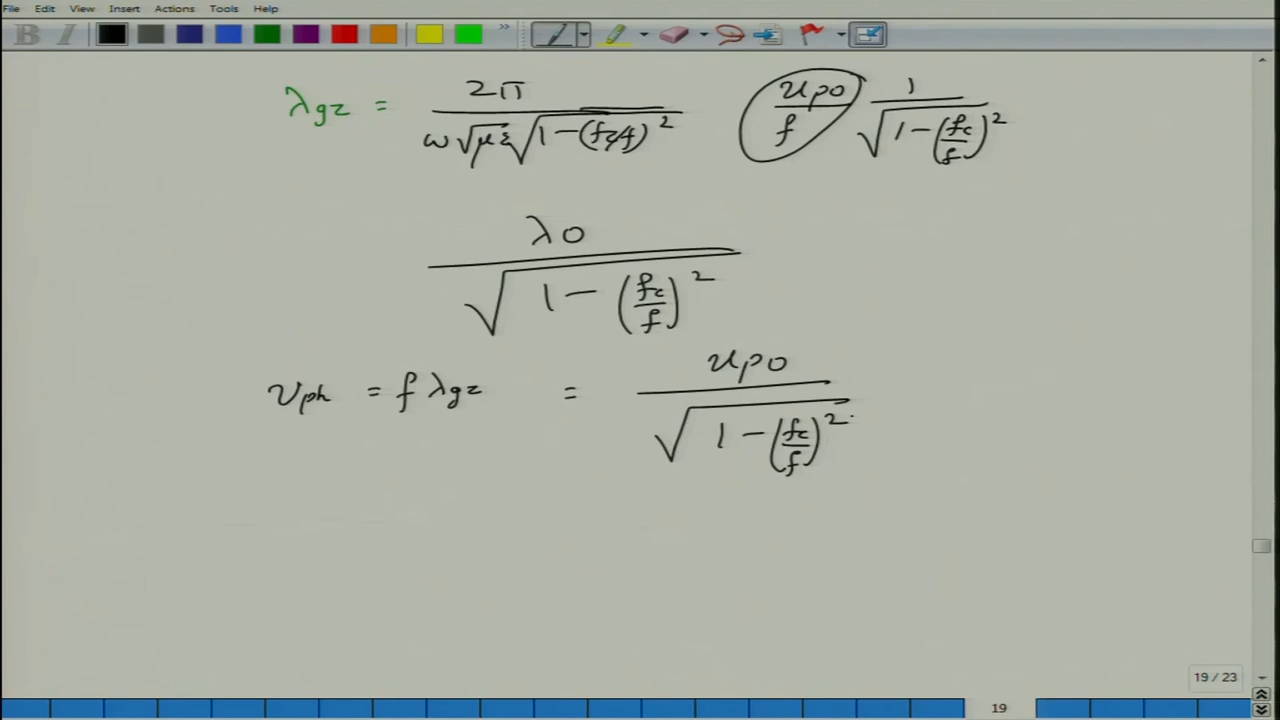 File Edit View Insert Actions Tools Help
B I
λgz = 2π / ω√με √1-(fc/f)² upo/f 1/√1-(fc/f)²
λ0 / √1-(fc/f)²
υph = f λgz = upo / √1-(fc/f)²
19 / 23
19